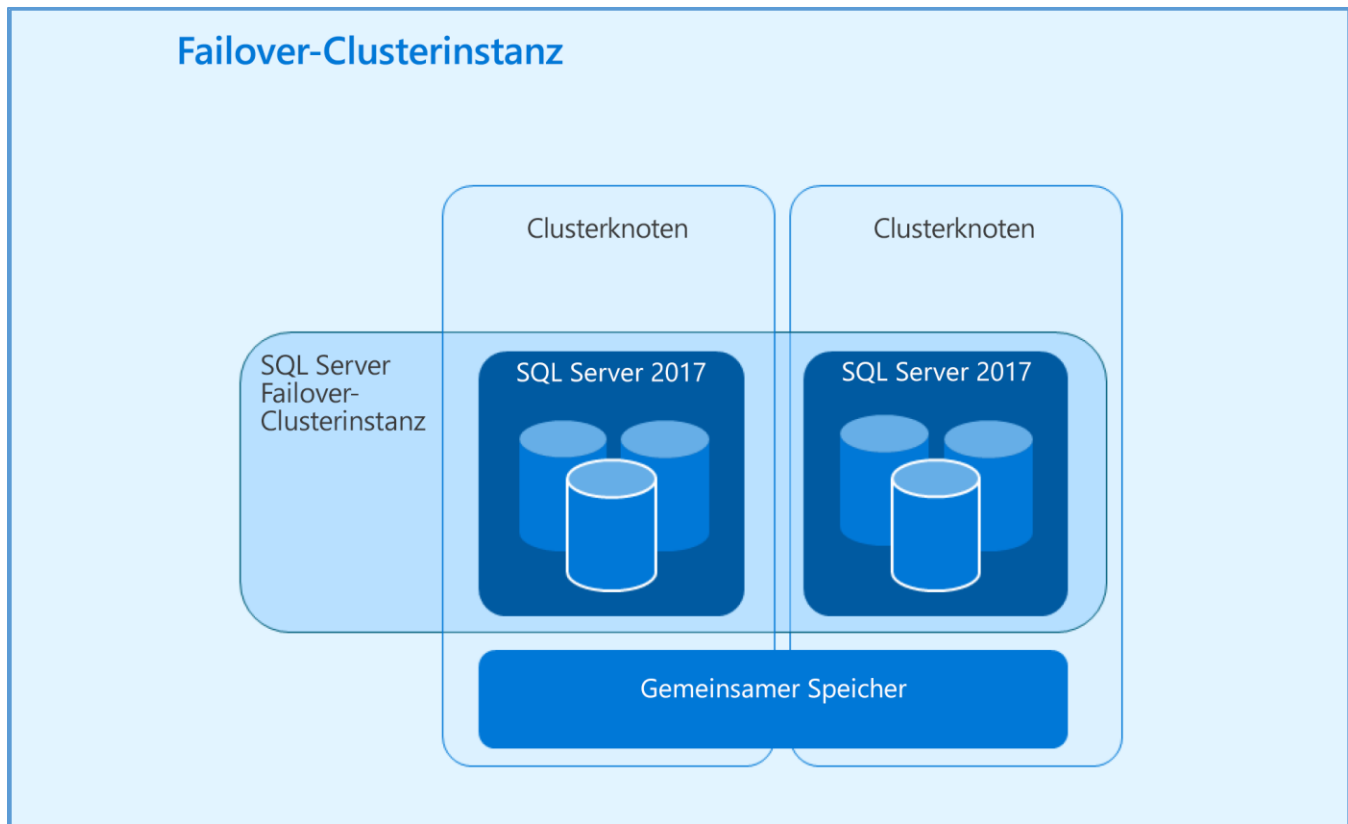 Failover-Clusterinstanz
Clusterknoten
Clusterknoten
SQL Server
Failover-
Clusterinstanz
SQL Server 2017
SQL Server 2017
Gemeinsamer Speicher